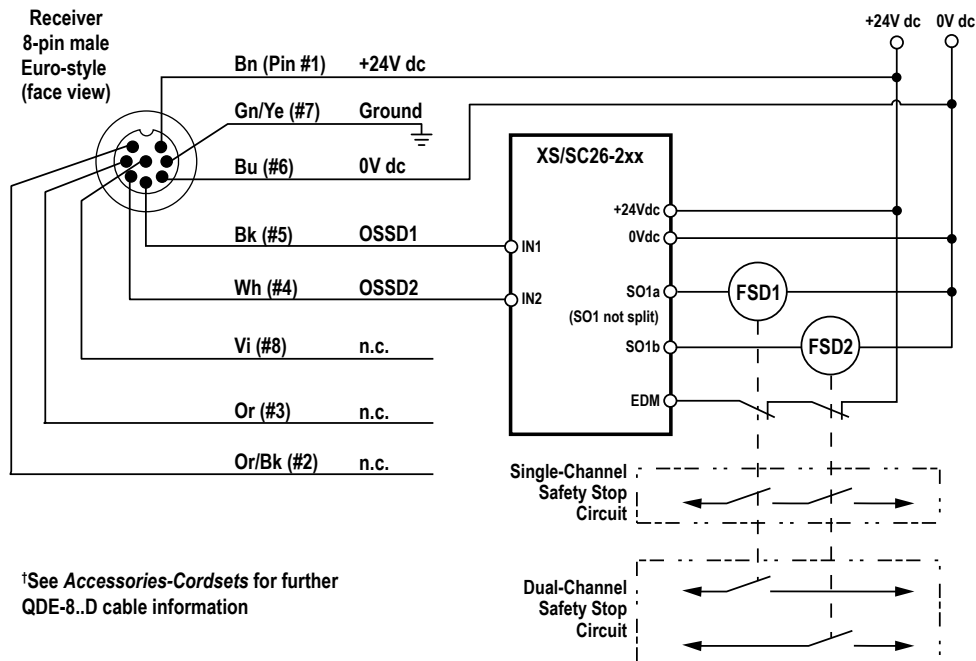 Receiver
8-pin male
Euro-style
(face view)
+24V dc 0V dc
Bn (Pin #1) +24V dc
Gn/Ye (#7) Ground
Bu (#6) 0V dc
Bk (#5) OSSD1
Wh (#4) OSSD2
Vi (#8) n.c.
Or (#3) n.c.
Or/Bk (#2) n.c.
XS/SC26-2xx
+24Vdc
0Vdc
IN1
IN2
SO1a
(SO1 not split)
SO1b
EDM
FSD1
FSD2
Single-Channel
Safety Stop
Circuit
Dual-Channel
Safety Stop
Circuit
†See Accessories-Cordsets for further
QDE-8..D cable information